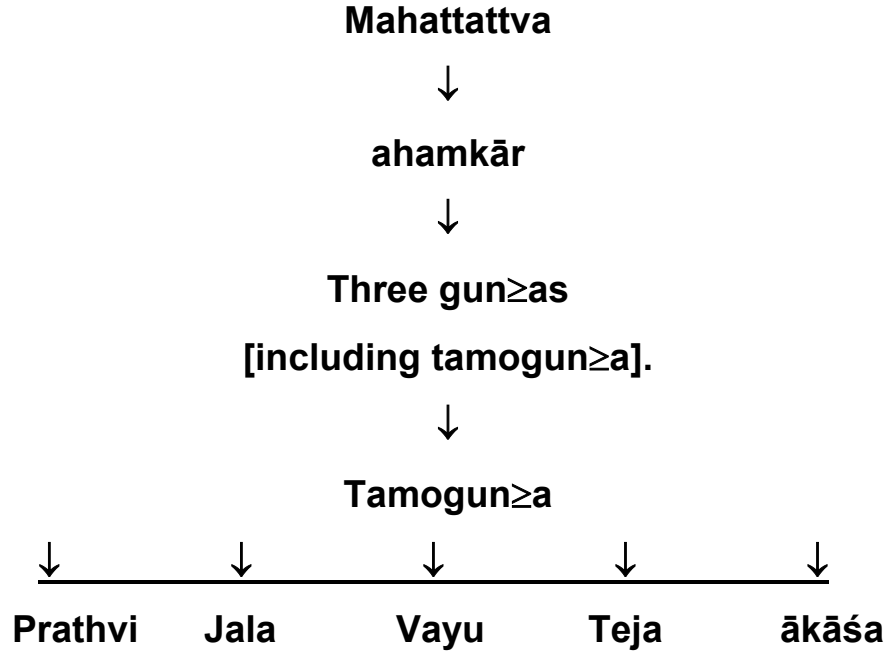 Mahattattva
↓
ahamkār
↓
Three gun≥as
[including tamogun≥a].
↓
Tamogun≥a
↓ ↓ ↓ ↓ ↓
Prathvi Jala Vayu Teja ākāśa